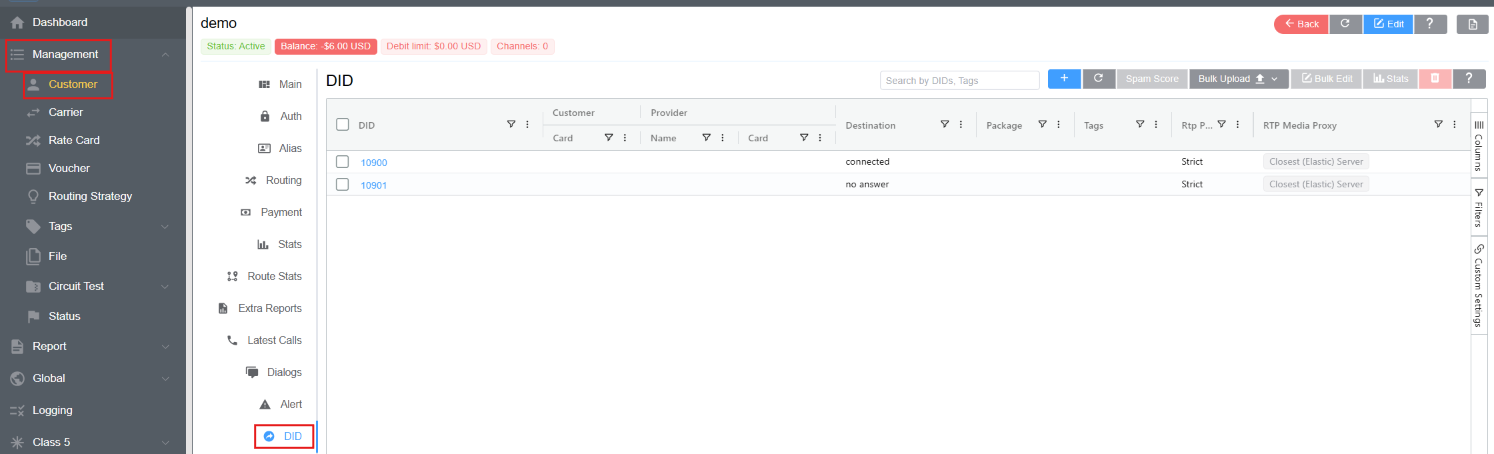 Dashboard
Management
Customer
Carrier
Rate Card
Voucher
Routing Strategy
Tags
File
Circuit Test
Status
Report
Global
Logging
Class 5
demo
Back
Edit
?
Status: Active
Balance: -$6.00 USD
Debit limit: $0.00 USD
Channels: 0
Main
Auth
Alias
Routing
Payment
Stats
Route Stats
Extra Reports
Latest Calls
Dialogs
Alert
DID
DID
Search by DIDs, Tags
+
Spam Score
Bulk Upload
Bulk Edit
Stats
?
DID
Customer
Card
Provider
Name
Card
Destination
Package
Tags
Rtp P...
RTP Media Proxy
10900 connected Strict Closest (Elastic) Server
10901 no answer Strict Closest (Elastic) Server
Columns
Filters
Custom Settings